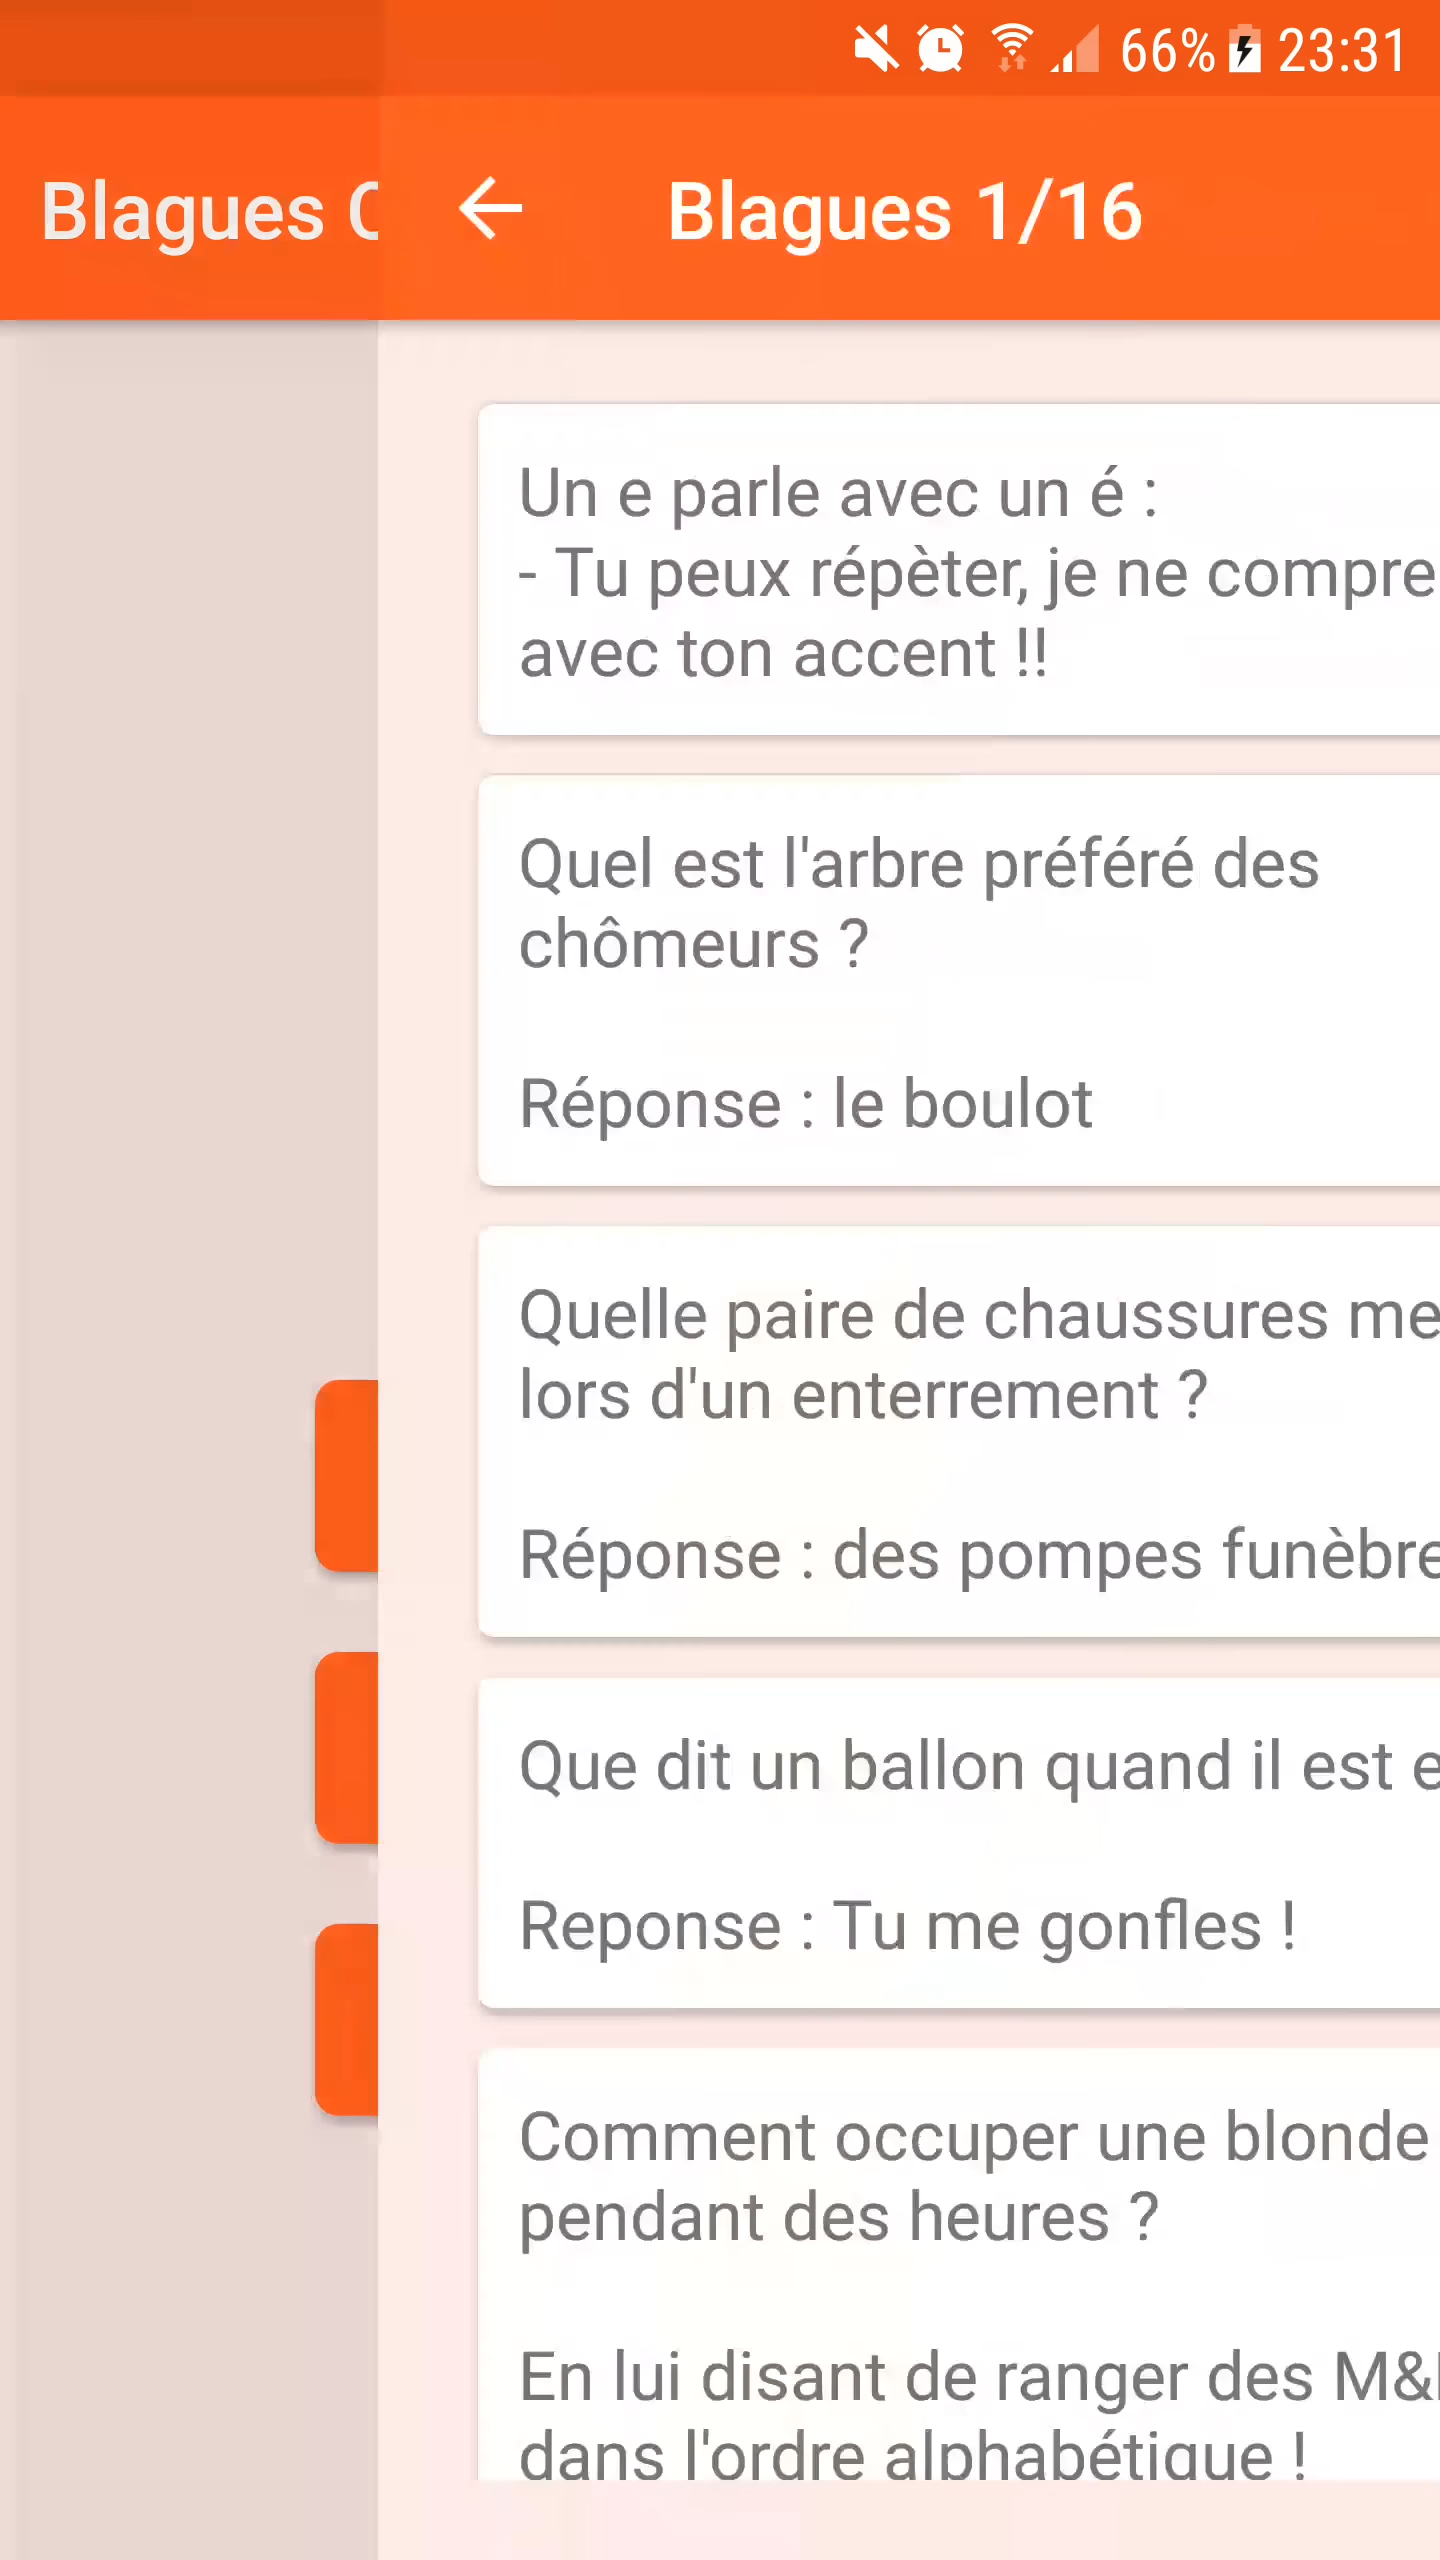 66% 23:31
Blagues
Blagues 1/16
Un e parle avec un é :
- Tu peux répèter, je ne
avec ton accent !!
Quel est l'arbre préféré des
chômeurs ?
Réponse : le boulot
Quelle paire de chaussures
lors d'un enterrement ?
Réponse : des pompes
Que dit un ballon quand il est
Reponse : Tu me gonfles !
Comment occuper une blonde
pendant des heures ?
En lui disant de ranger des
dans l'ordre alphabétique !